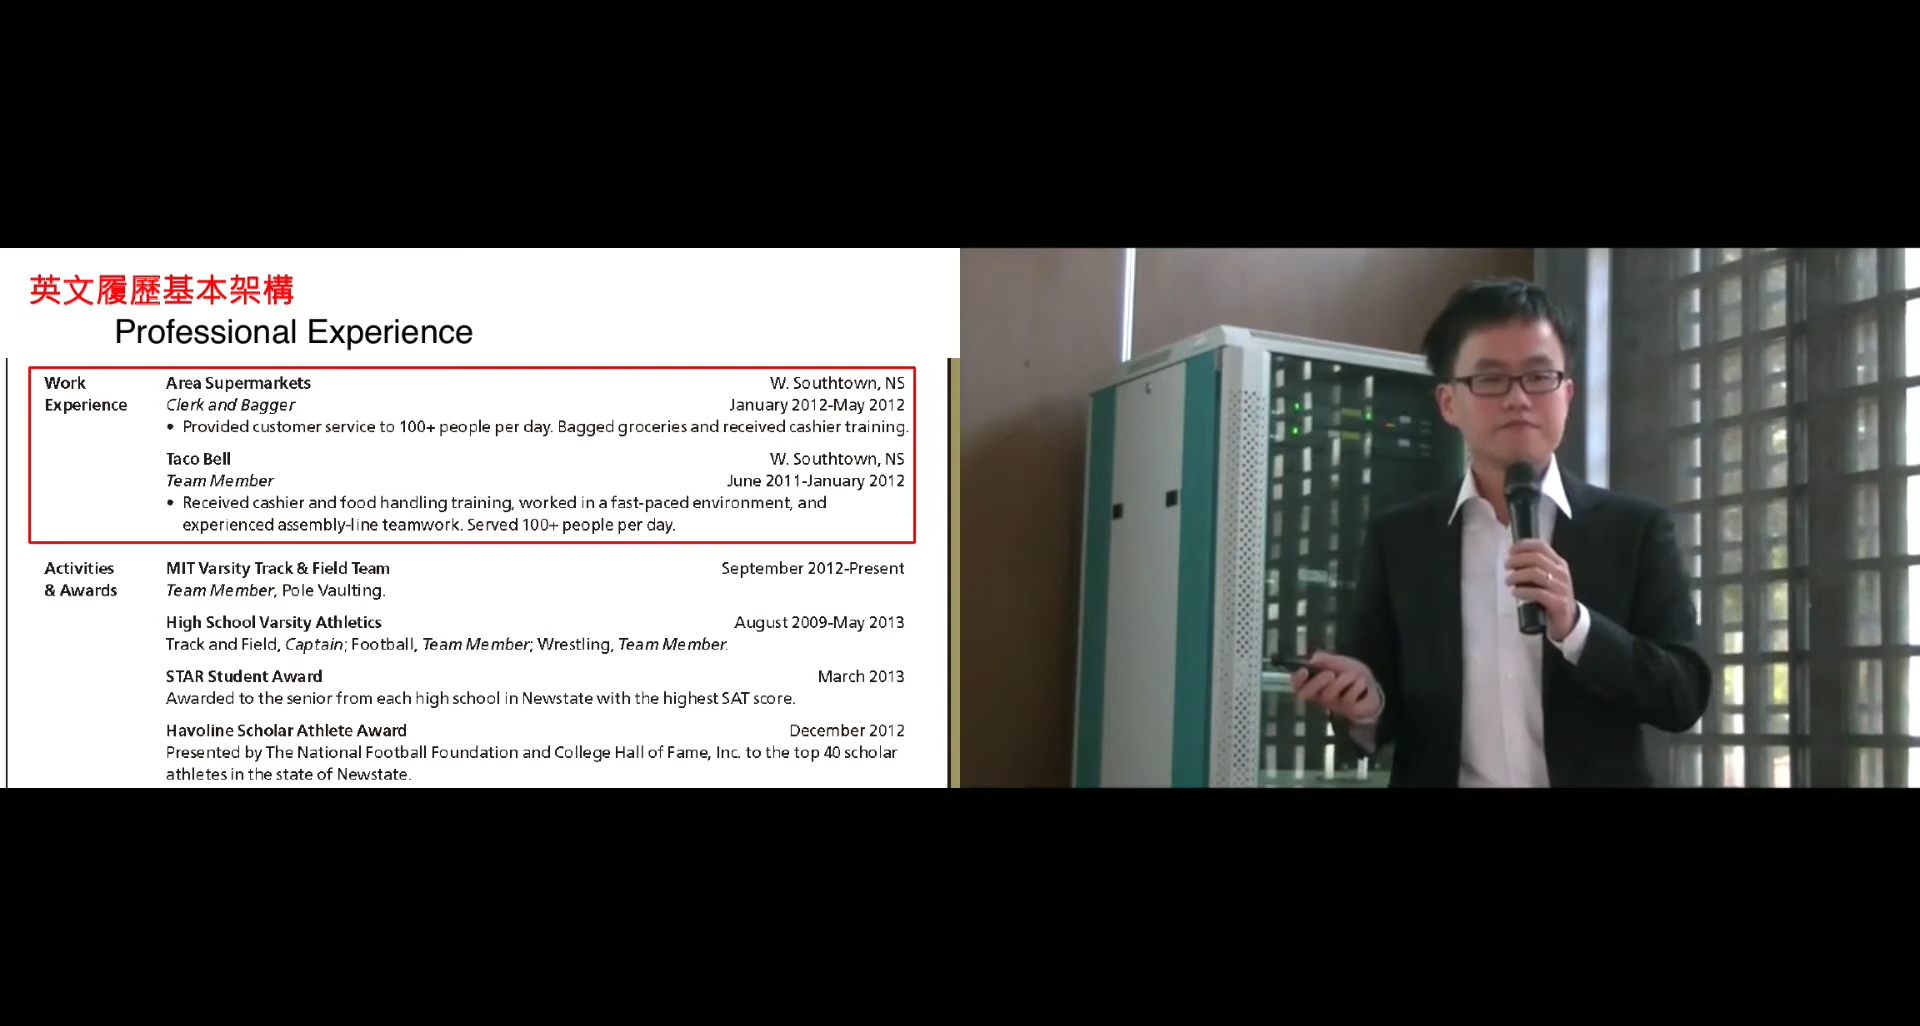 英文履歷基本架構
Professional Experience
Work Experience
Area Supermarkets W. Southtown, NS
Clerk and Bagger January 2012-May 2012
• Provided customer service to 100+ people per day. Bagged groceries and received cashier training.
Taco Bell W. Southtown, NS
Team Member June 2011-January 2012
• Received cashier and food handling training, worked in a fast-paced environment, and
experienced assembly-line teamwork. Served 100+ people per day.
Activities & Awards
MIT Varsity Track & Field Team September 2012-Present
Team Member, Pole Vaulting.
High School Varsity Athletics August 2009-May 2013
Track and Field, Captain; Football, Team Member; Wrestling, Team Member.
STAR Student Award March 2013
Awarded to the senior from each high school in Newstate with the highest SAT score.
Havoline Scholar Athlete Award December 2012
Presented by The National Football Foundation and College Hall of Fame, Inc. to the top 40 scholar
athletes in the state of Newstate.